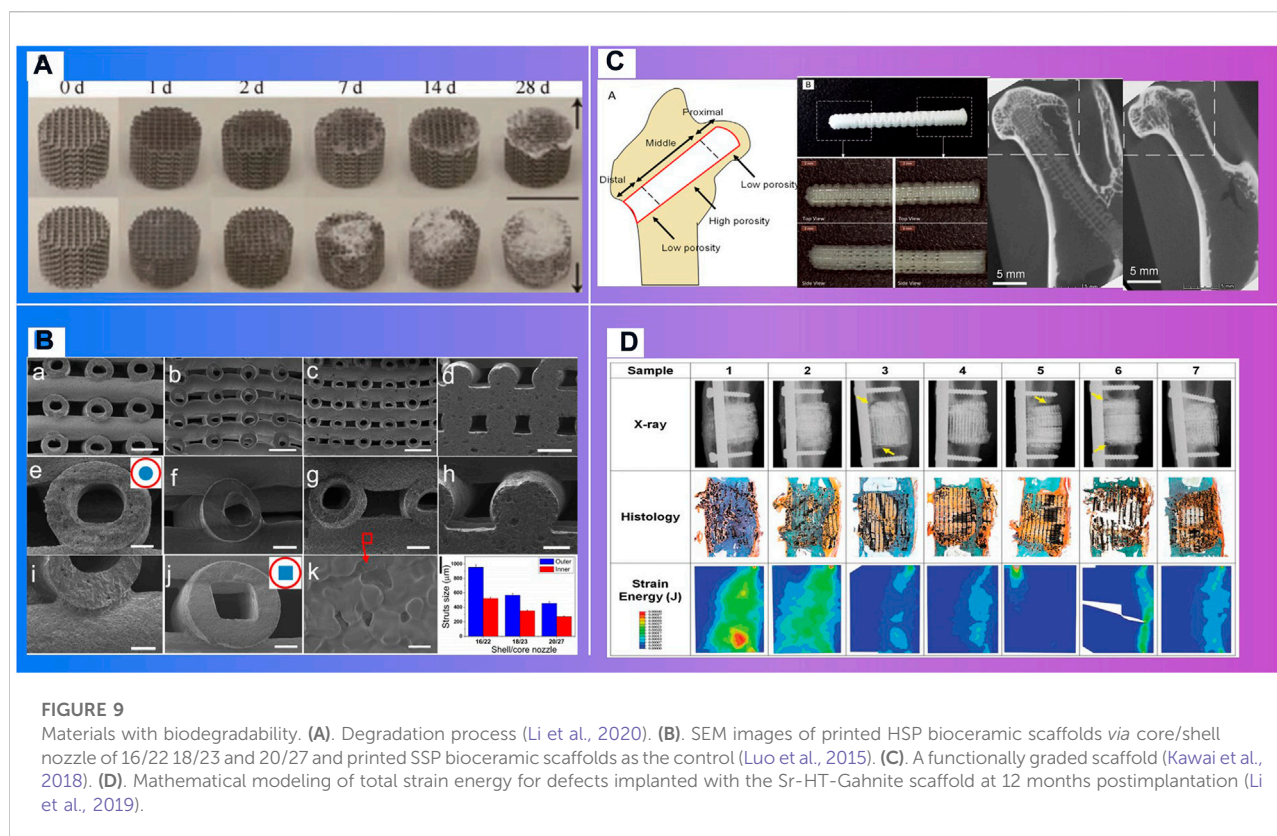 A
0 d 1 d 2 d 7 d 14 d 28 d
C
A
Proximal
Middle
Distal
Low porosity
High porosity
Low porosity
B
Top View
Top View
Side View
Side View
5 mm
5 mm
B
a b c d
e f g h
i j k l
Outer
Inner
Struts size (μm)
1000
800
600
400
200
0
16/22 18/23 20/27
Shell/core nozzle
D
Sample 1 2 3 4 5 6 7
X-ray
Histology
Strain
Energy (J)
FIGURE 9
Materials with biodegradability. (A). Degradation process (Li et al., 2020). (B). SEM images of printed HSP bioceramic scaffolds via core/shell
nozzle of 16/22 18/23 and 20/27 and printed SSP bioceramic scaffolds as the control (Luo et al., 2015). (C). A functionally graded scaffold (Kawai et al.,
2018). (D). Mathematical modeling of total strain energy for defects implanted with the Sr-HT-Gahnite scaffold at 12 months postimplantation (Li
et al., 2019).